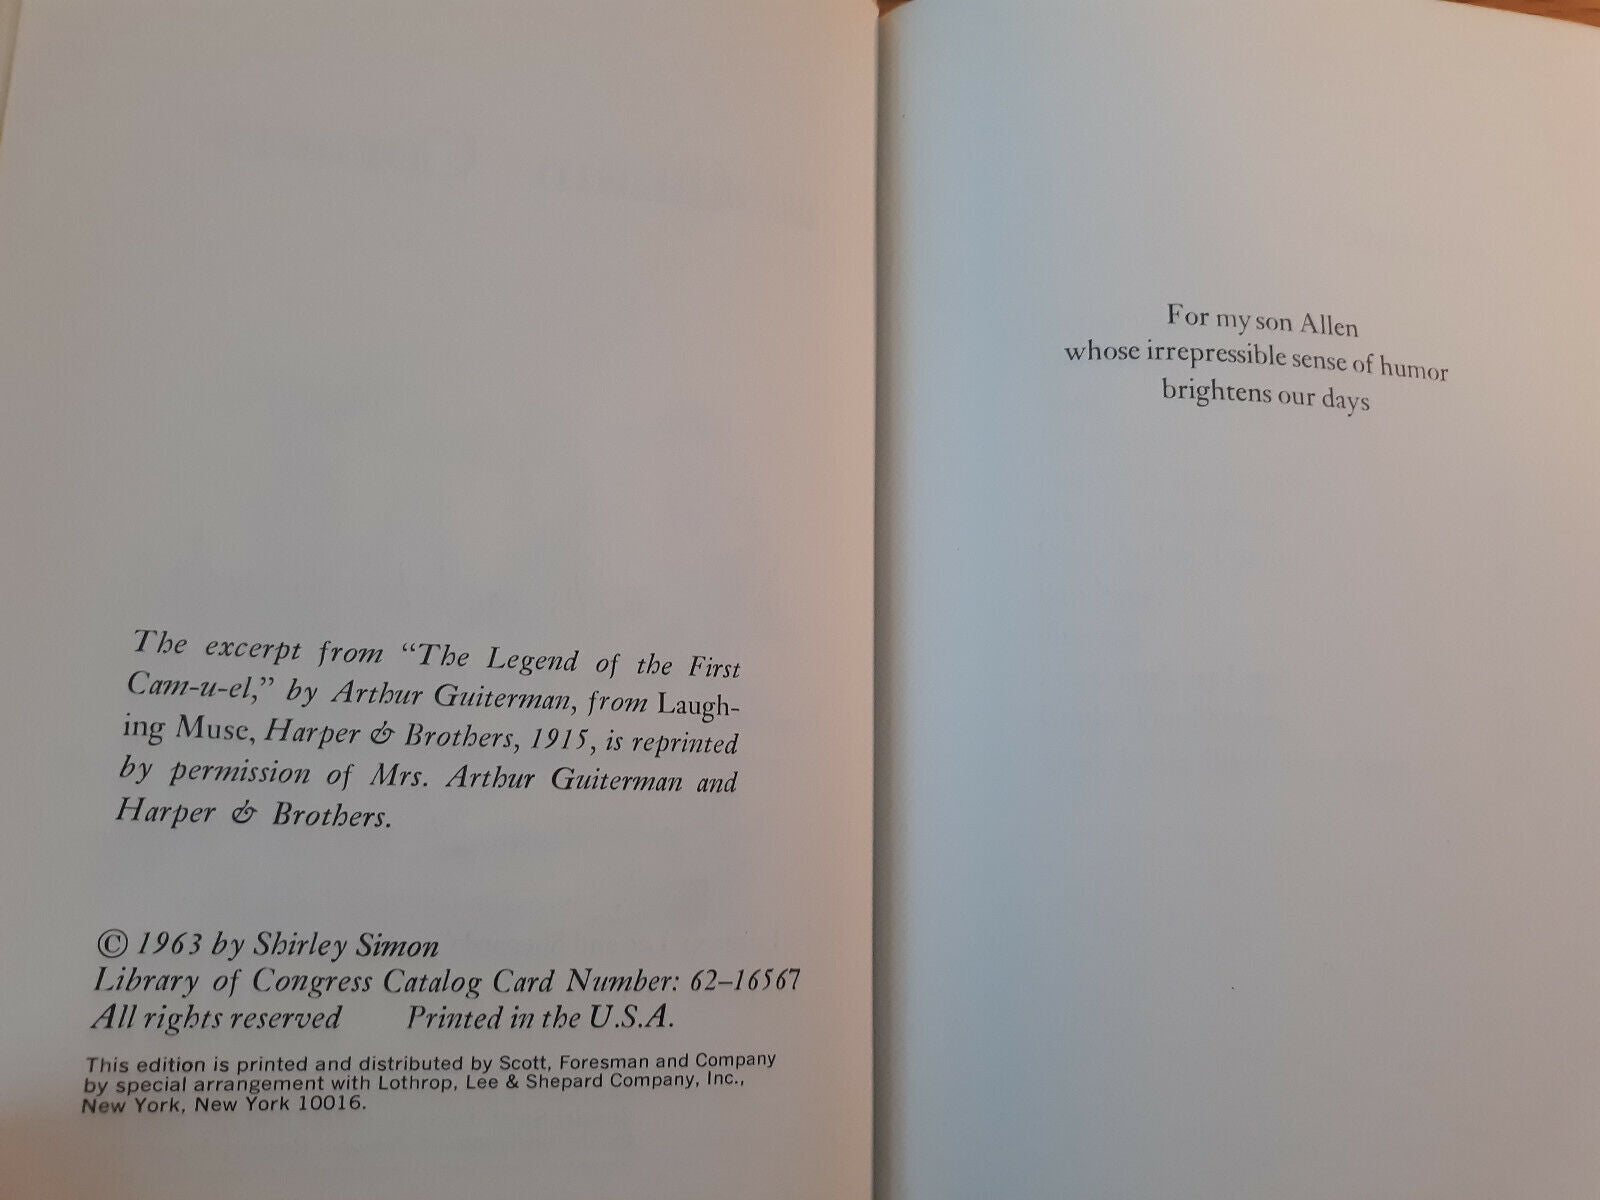 The excerpt from “The Legend of the First
Cam-u-el,” by Arthur Guiterman, from Laugh-
ing Muse, Harper & Brothers, 1915, is reprinted
by permission of Mrs. Arthur Guiterman and
Harper & Brothers.
© 1963 by Shirley Simon
Library of Congress Catalog Card Number: 62–16567
All rights reserved Printed in the U.S.A.
This edition is printed and distributed by Scott, Foresman and Company
by special arrangement with Lothrop, Lee & Shepard Company, Inc.,
New York, New York 10016.
For my son Allen
whose irrepressible sense of humor
brightens our days